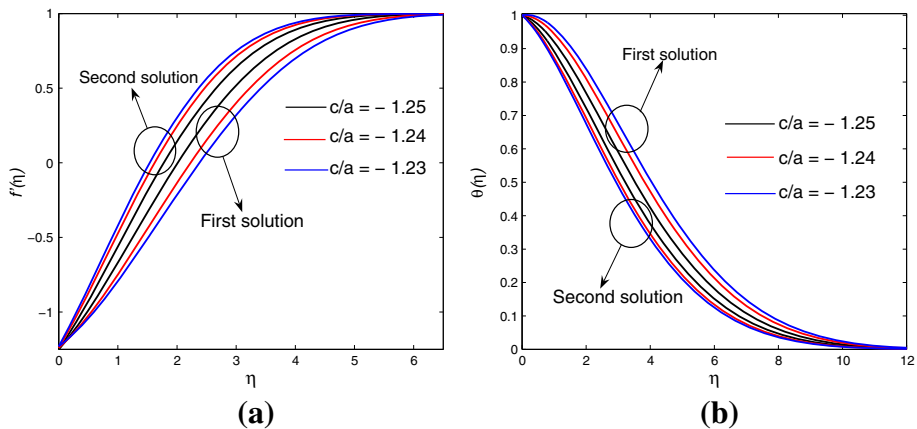 1
0.5
0
−0.5
−1
0
1
2
3
4
5
6
f'(η)
η
Second solution
First solution
c/a = − 1.25
c/a = − 1.24
c/a = − 1.23
(a)
1
0.9
0.8
0.7
0.6
0.5
0.4
0.3
0.2
0.1
0
0
2
4
6
8
10
12
θ(η)
η
First solution
Second solution
c/a = − 1.25
c/a = − 1.24
c/a = − 1.23
(b)